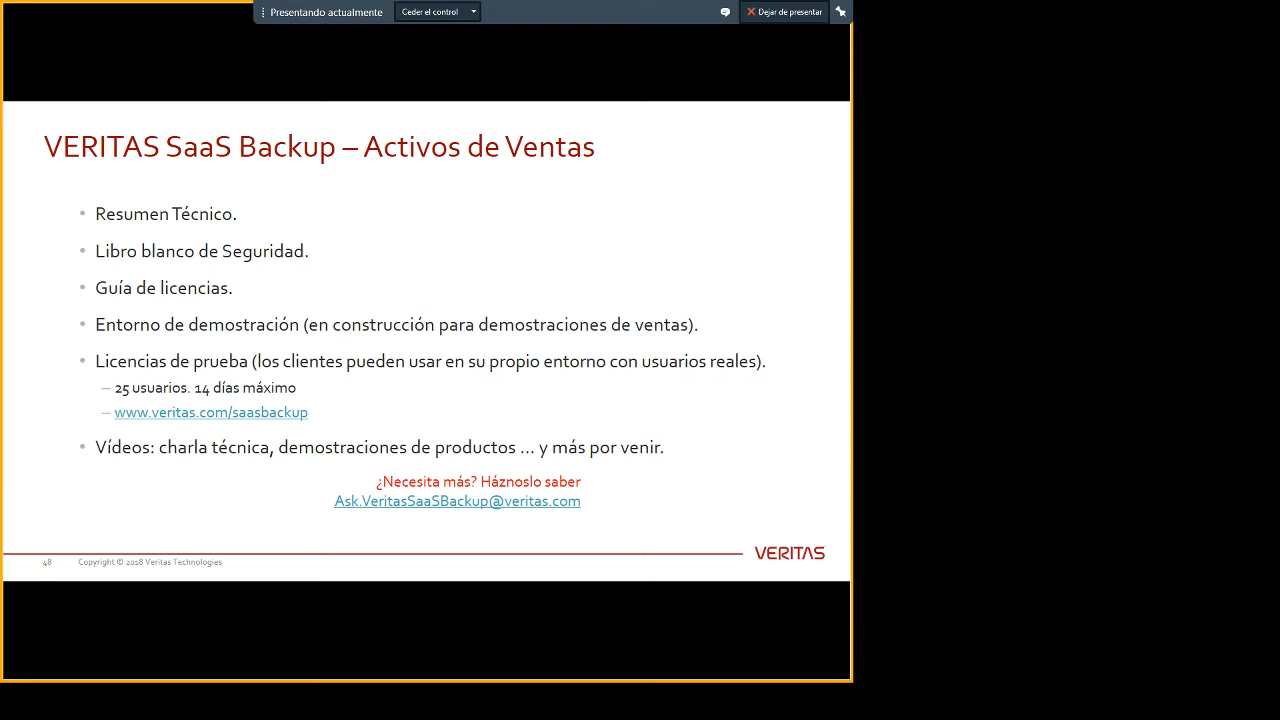 Presentando actualmente Ceder el control Dejar de presentar
VERITAS SaaS Backup – Activos de Ventas
• Resumen Técnico.
• Libro blanco de Seguridad.
• Guía de licencias.
• Entorno de demostración (en construcción para demostraciones de ventas).
• Licencias de prueba (los clientes pueden usar en su propio entorno con usuarios reales).
– 25 usuarios. 14 días máximo
– www.veritas.com/saasbackup
• Vídeos: charla técnica, demostraciones de productos ... y más por venir.
¿Necesita más? Háznoslo saber
Ask.VeritasSaaSBackup@veritas.com
48 Copyright © 2018 Veritas Technologies
VERITAS